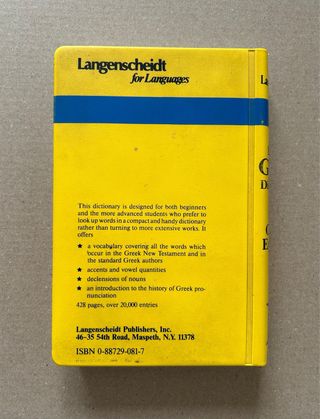 Langenscheidt
for Languages
This dictionary is designed for both beginners
and the more advanced students who prefer to
look up words in a compact and handy dictionary
rather than turning to more extensive works. It
offers
★ a vocabulary covering all the words which
occur in the Greek New Testament and in
the standard Greek authors
★ accents and vowel quantities
★ declensions of nouns
★ an introduction to the history of Greek pro-
nunciation
428 pages, over 20,000 entries
Langenscheidt Publishers, Inc.
46-35 54th Road, Maspeth, N.Y. 11378
ISBN 0-88729-081-7